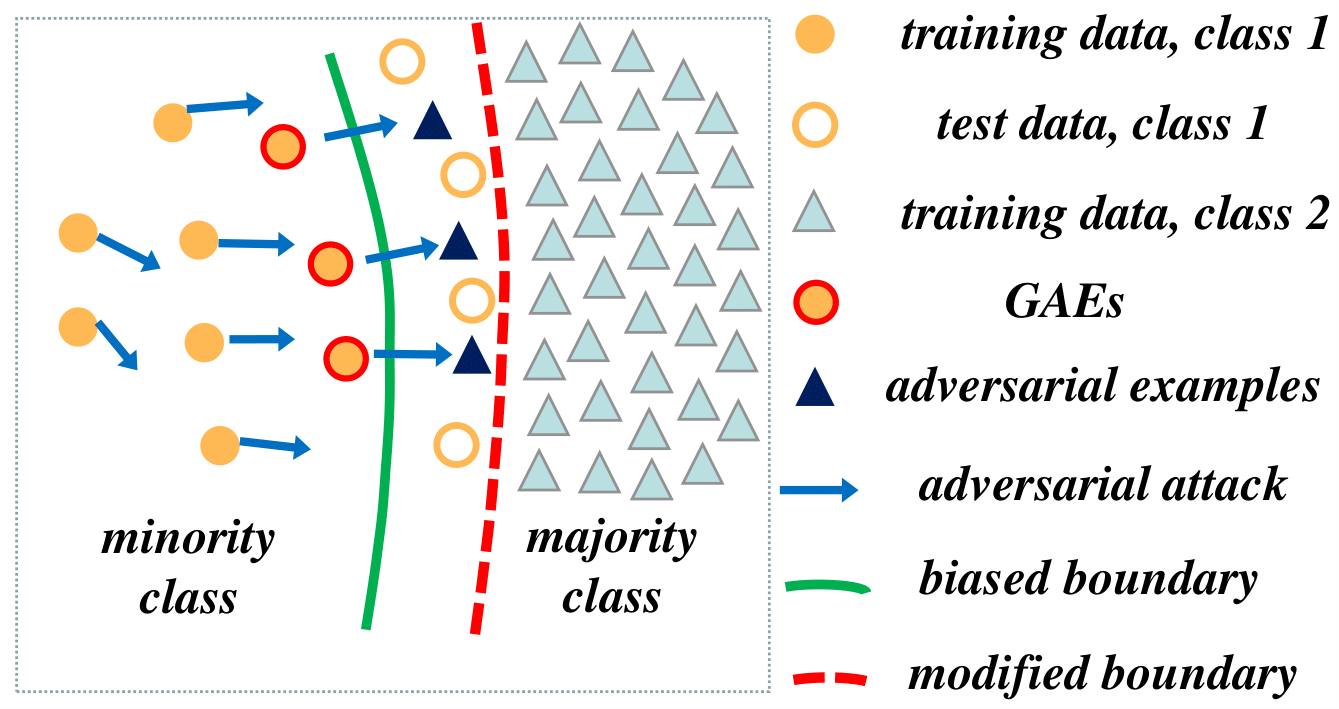 training data, class 1
test data, class 1
training data, class 2
GAEs
adversarial examples
adversarial attack
biased boundary
modified boundary
minority
class
majority
class